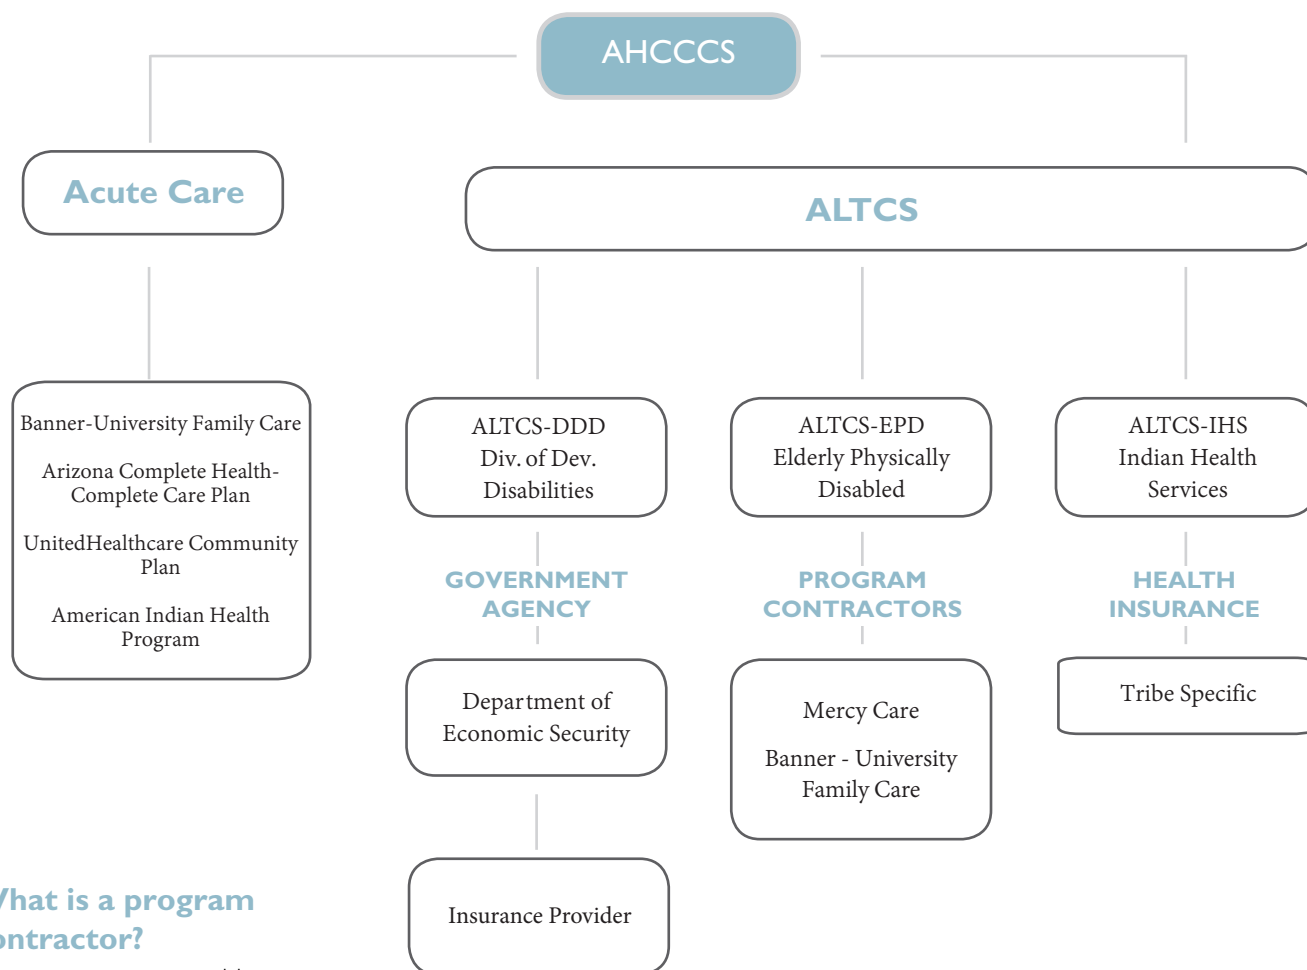 AHCCCS
Acute Care
ALTCS
Banner-University Family Care
Arizona Complete Health-
Complete Care Plan
UnitedHealthcare Community
Plan
American Indian Health
Program
ALTCS-DDD
Div. of Dev.
Disabilities
GOVERNMENT
AGENCY
Department of
Economic Security
Insurance Provider
ALTCS-EPD
Elderly Physically
Disabled
PROGRAM
CONTRACTORS
Mercy Care
Banner - University
Family Care
ALTCS-IHS
Indian Health
Services
HEALTH
INSURANCE
Tribe Specific
What is a program
ontractor?